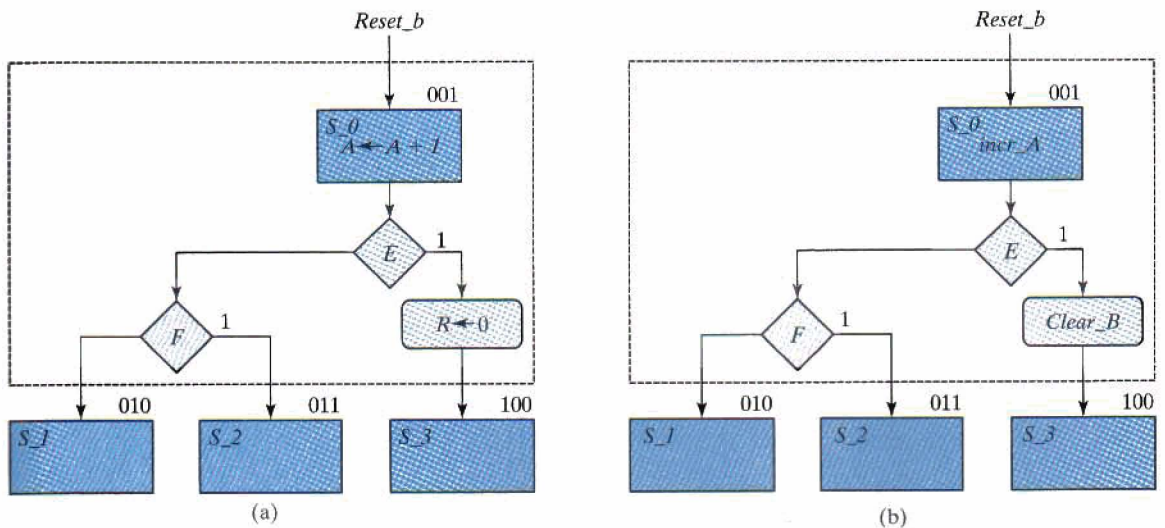 Reset_b
001
S_0
A ← A + 1
E
1
F
1
R ← 0
010
S_1
011
S_2
100
S_3
(a)
Reset_b
001
S_0
incr_A
E
1
F
1
Clear_B
010
S_1
011
S_2
100
S_3
(b)